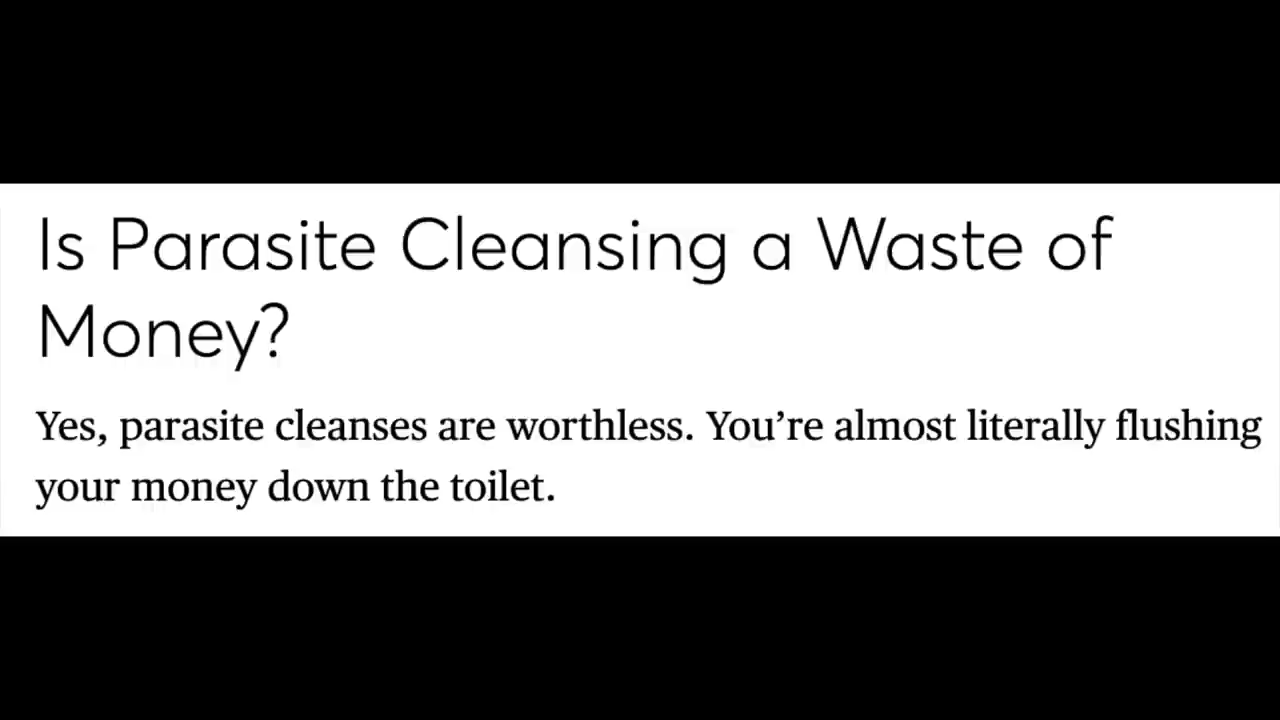 Is Parasite Cleansing a Waste of
Money?
Yes, parasite cleanses are worthless. You’re almost literally flushing
your money down the toilet.